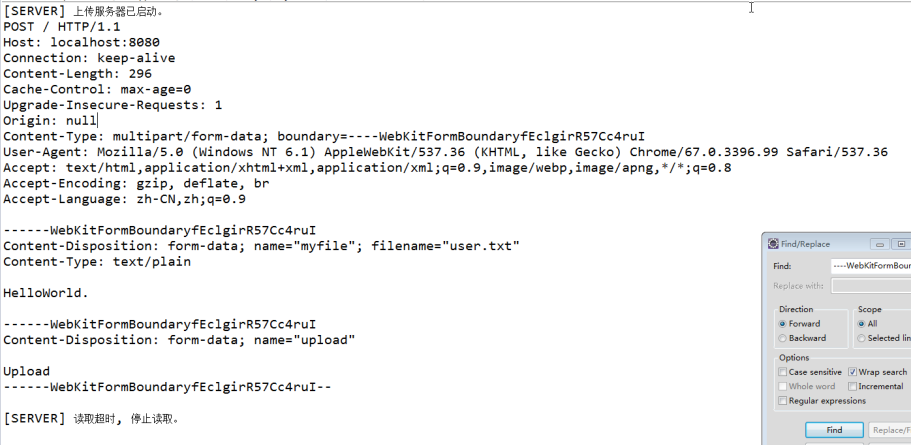 [SERVER] 上传服务器已启动。
POST / HTTP/1.1
Host: localhost:8080
Connection: keep-alive
Content-Length: 296
Cache-Control: max-age=0
Upgrade-Insecure-Requests: 1
Origin: null
Content-Type: multipart/form-data; boundary=----WebKitFormBoundaryfEclgirR57Cc4ruI
User-Agent: Mozilla/5.0 (Windows NT 6.1) AppleWebKit/537.36 (KHTML, like Gecko) Chrome/67.0.3396.99 Safari/537.36
Accept: text/html,application/xhtml+xml,application/xml;q=0.9,image/webp,image/apng,*/*;q=0.8
Accept-Encoding: gzip, deflate, br
Accept-Language: zh-CN,zh;q=0.9
------WebKitFormBoundaryfEclgirR57Cc4ruI
Content-Disposition: form-data; name="myfile"; filename="user.txt"
Content-Type: text/plain
HelloWorld.
------WebKitFormBoundaryfEclgirR57Cc4ruI
Content-Disposition: form-data; name="upload"
Upload
------WebKitFormBoundaryfEclgirR57Cc4ruI--
[SERVER] 读取超时, 停止读取。
Find/Replace
Find: ----WebKitFormBoun
Replace with:
Direction
Scope
Forward
All
Backward
Selected lin
Options
Case sensitive
Wrap search
Whole word
Incremental
Regular expressions
Find
Replace/F